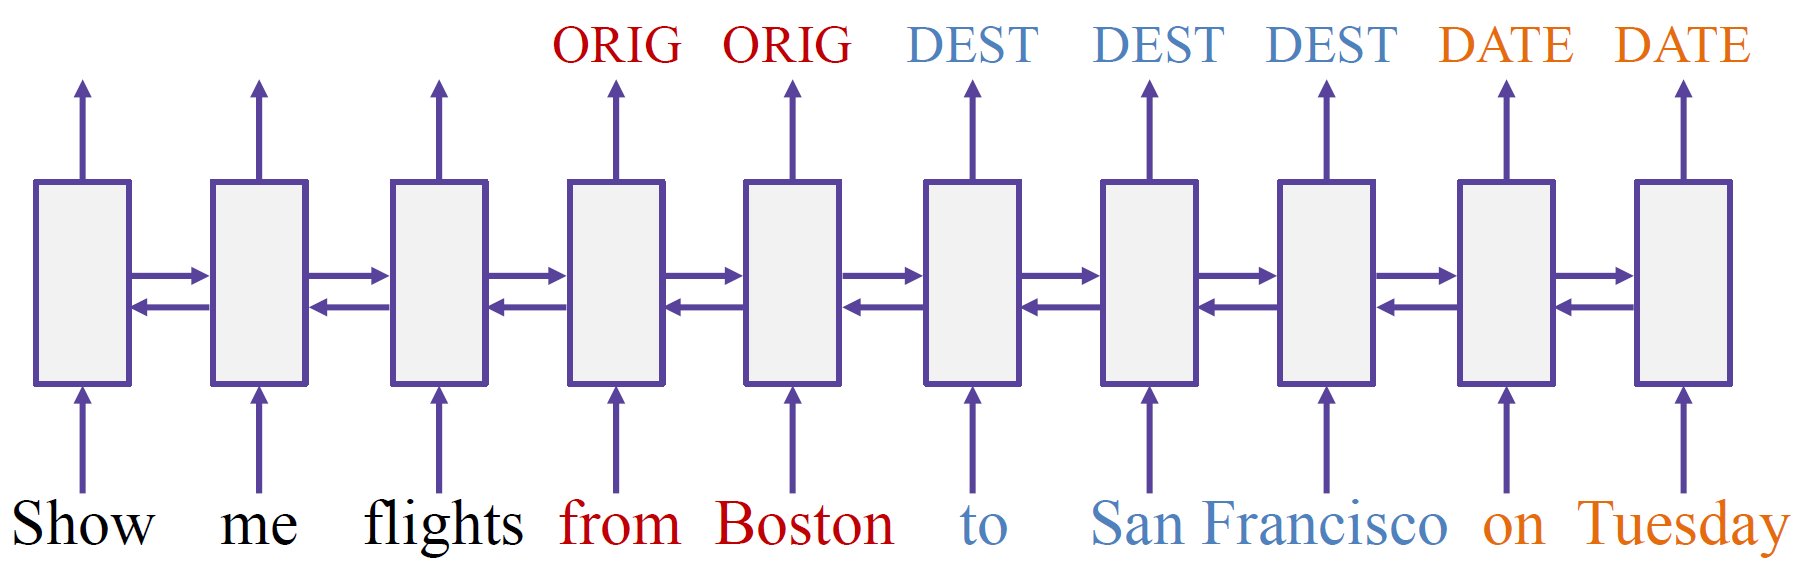 ORIG ORIG DEST DEST DEST DATE DATE
Show me flights from Boston to San Francisco on Tuesday